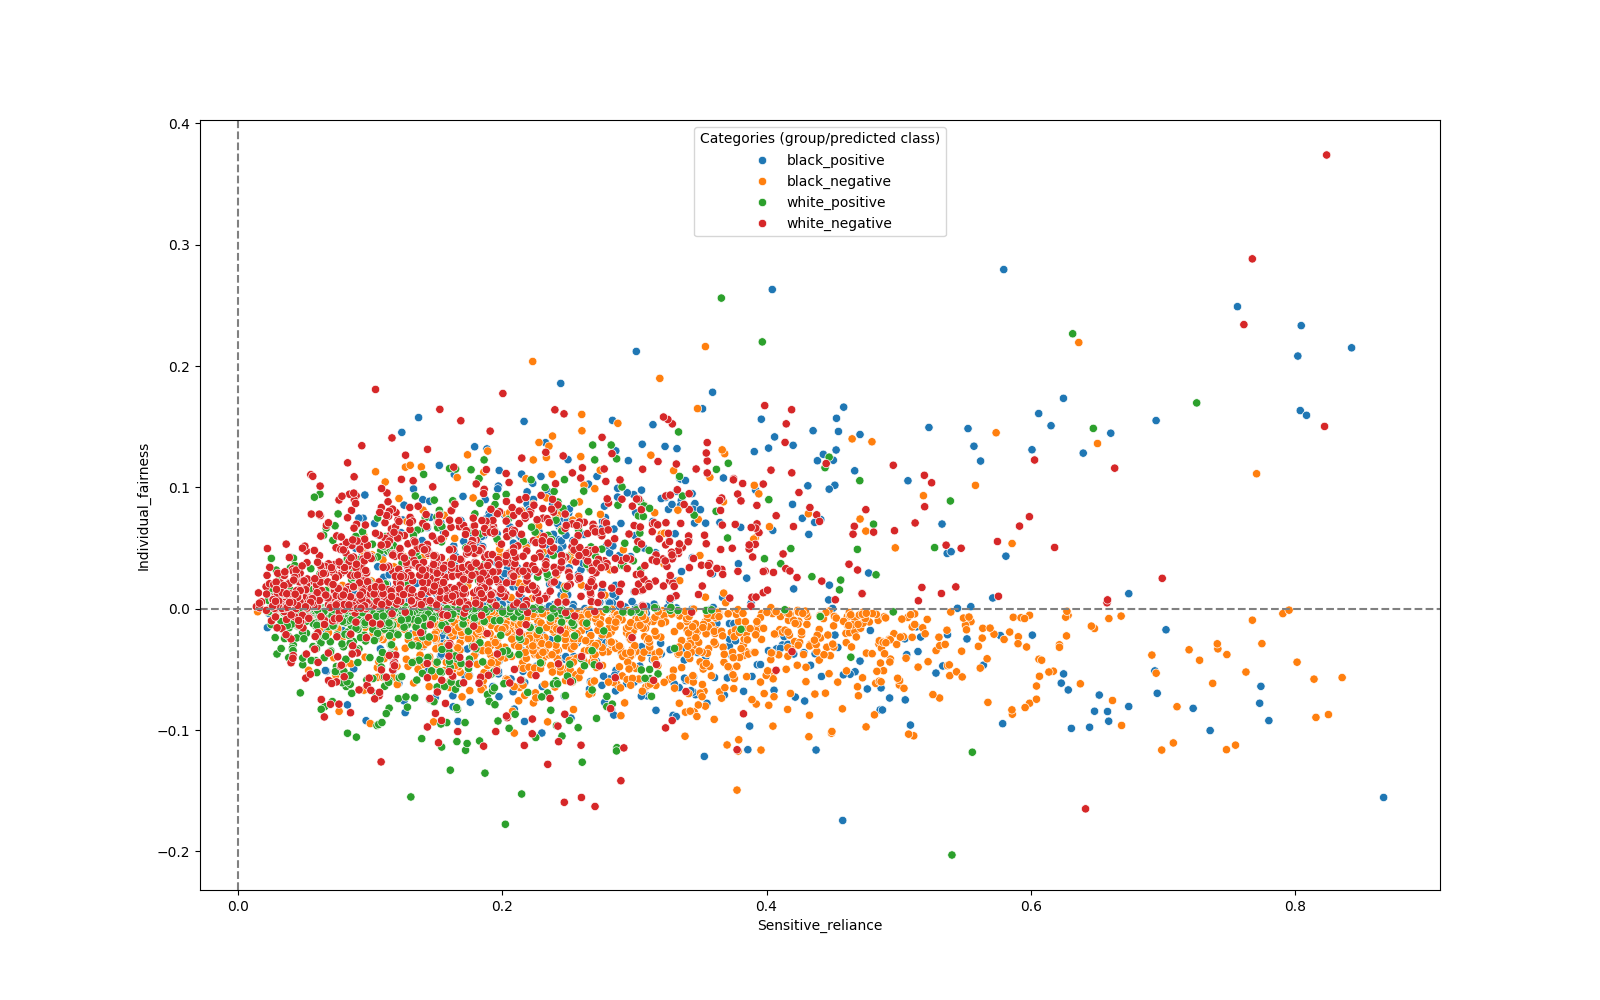 Categories (group/predicted class)
black_positive
black_negative
white_positive
white_negative
0.4
0.3
0.2
0.1
0.0
−0.1
−0.2
Individual_fairness
0.0
0.2
0.4
0.6
0.8
Sensitive_reliance